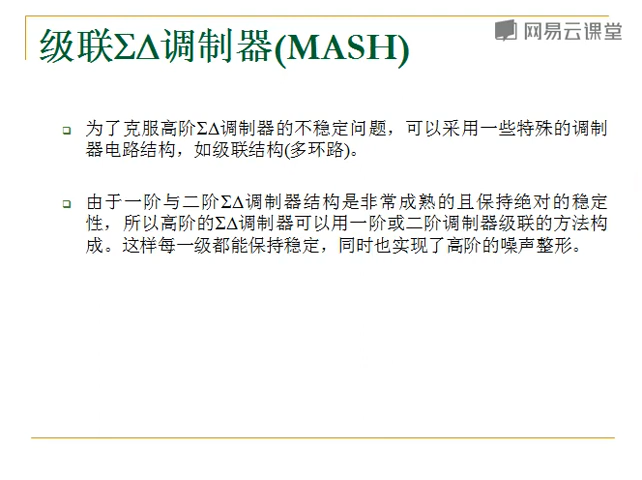 网易云课堂
级联ΣΔ调制器(MASH)
为了克服高阶ΣΔ调制器的不稳定问题，可以采用一些特殊的调制
器电路结构，如级联结构(多环路)。
由于一阶与二阶ΣΔ调制器结构是非常成熟的且保持绝对的稳定
性，所以高阶的ΣΔ调制器可以用一阶或二阶调制器级联的方法构
成。这样每一级都能保持稳定，同时也实现了高阶的噪声整形。